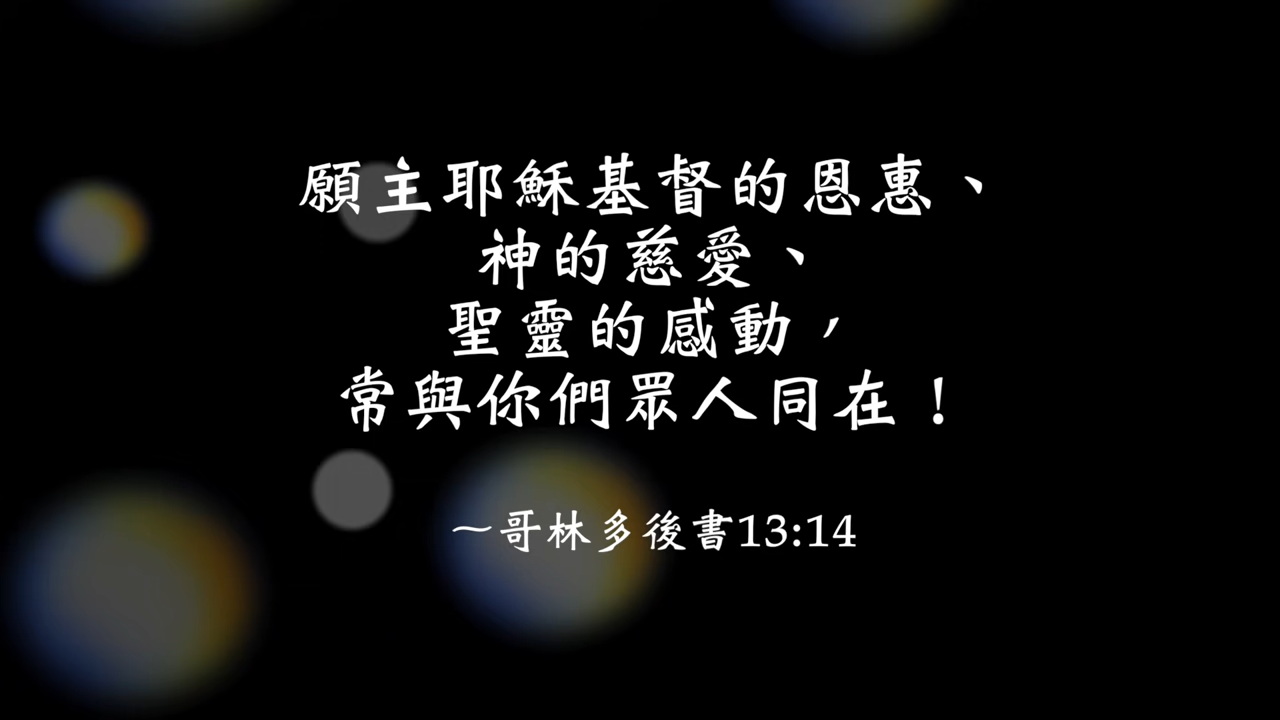 願主耶穌基督的恩惠、
神的慈愛、
聖靈的感動，
常與你們眾人同在！
～哥林多後書13:14